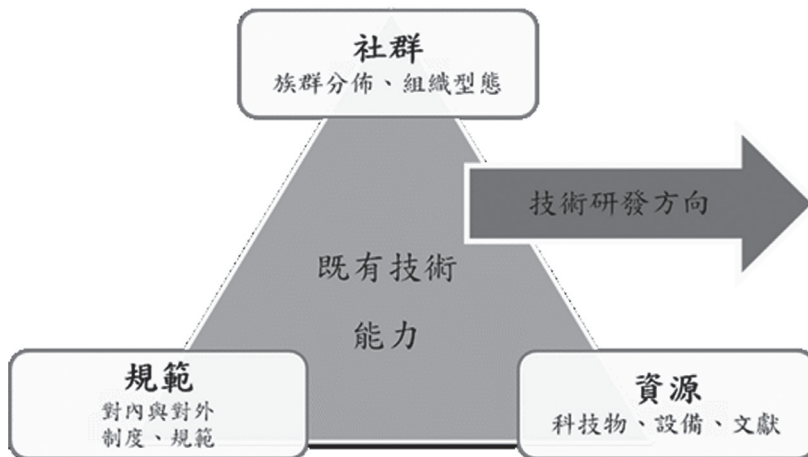 社群
族群分佈、組織型態
技術研發方向
既有技術
能力
規範
對內與對外
制度、規範
資源
科技物、設備、文獻